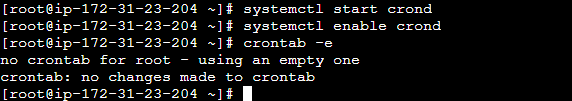 [root@ip-172-31-23-204 ~]# systemctl start crond
[root@ip-172-31-23-204 ~]# systemctl enable crond
[root@ip-172-31-23-204 ~]# crontab -e
no crontab for root - using an empty one
crontab: no changes made to crontab
[root@ip-172-31-23-204 ~]#